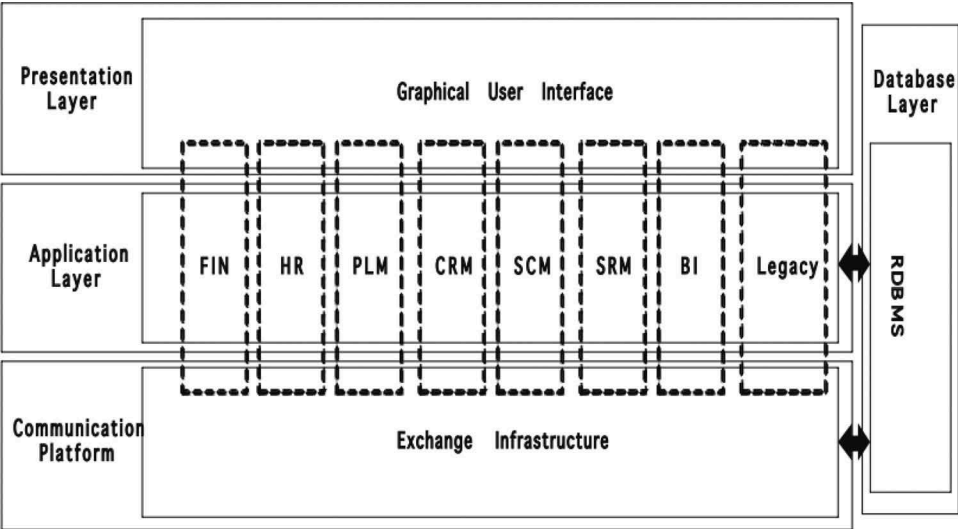 Presentation
Layer
Graphical User Interface
Database
Layer
Application
Layer
FIN
HR
PLM
CRM
SCM
SRM
BI
Legacy
RDBMS
Communication
Platform
Exchange Infrastructure